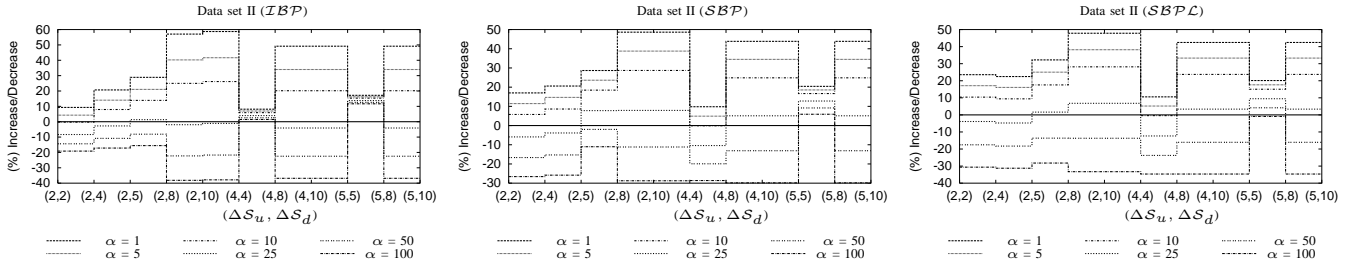 Data set II (IBP)
(%) Increase/Decrease
60
50
40
30
20
10
0
-10
-20
-30
-40
(2,2) (2,4) (2,5) (2,8) (2,10) (4,4) (4,8) (4,10) (5,5) (5,8) (5,10)
(ΔS_u, ΔS_d)
α = 1 α = 10 α = 50
α = 5 α = 25 α = 100
Data set II (SBP)
(%) Increase/Decrease
50
40
30
20
10
0
-10
-20
-30
(2,2) (2,4) (2,5) (2,8) (2,10) (4,4) (4,8) (4,10) (5,5) (5,8) (5,10)
(ΔS_u, ΔS_d)
α = 1 α = 10 α = 50
α = 5 α = 25 α = 100
Data set II (SBPL)
(%) Increase/Decrease
50
40
30
20
10
0
-10
-20
-30
-40
(2,2) (2,4) (2,5) (2,8) (2,10) (4,4) (4,8) (4,10) (5,5) (5,8) (5,10)
(ΔS_u, ΔS_d)
α = 1 α = 10 α = 50
α = 5 α = 25 α = 100